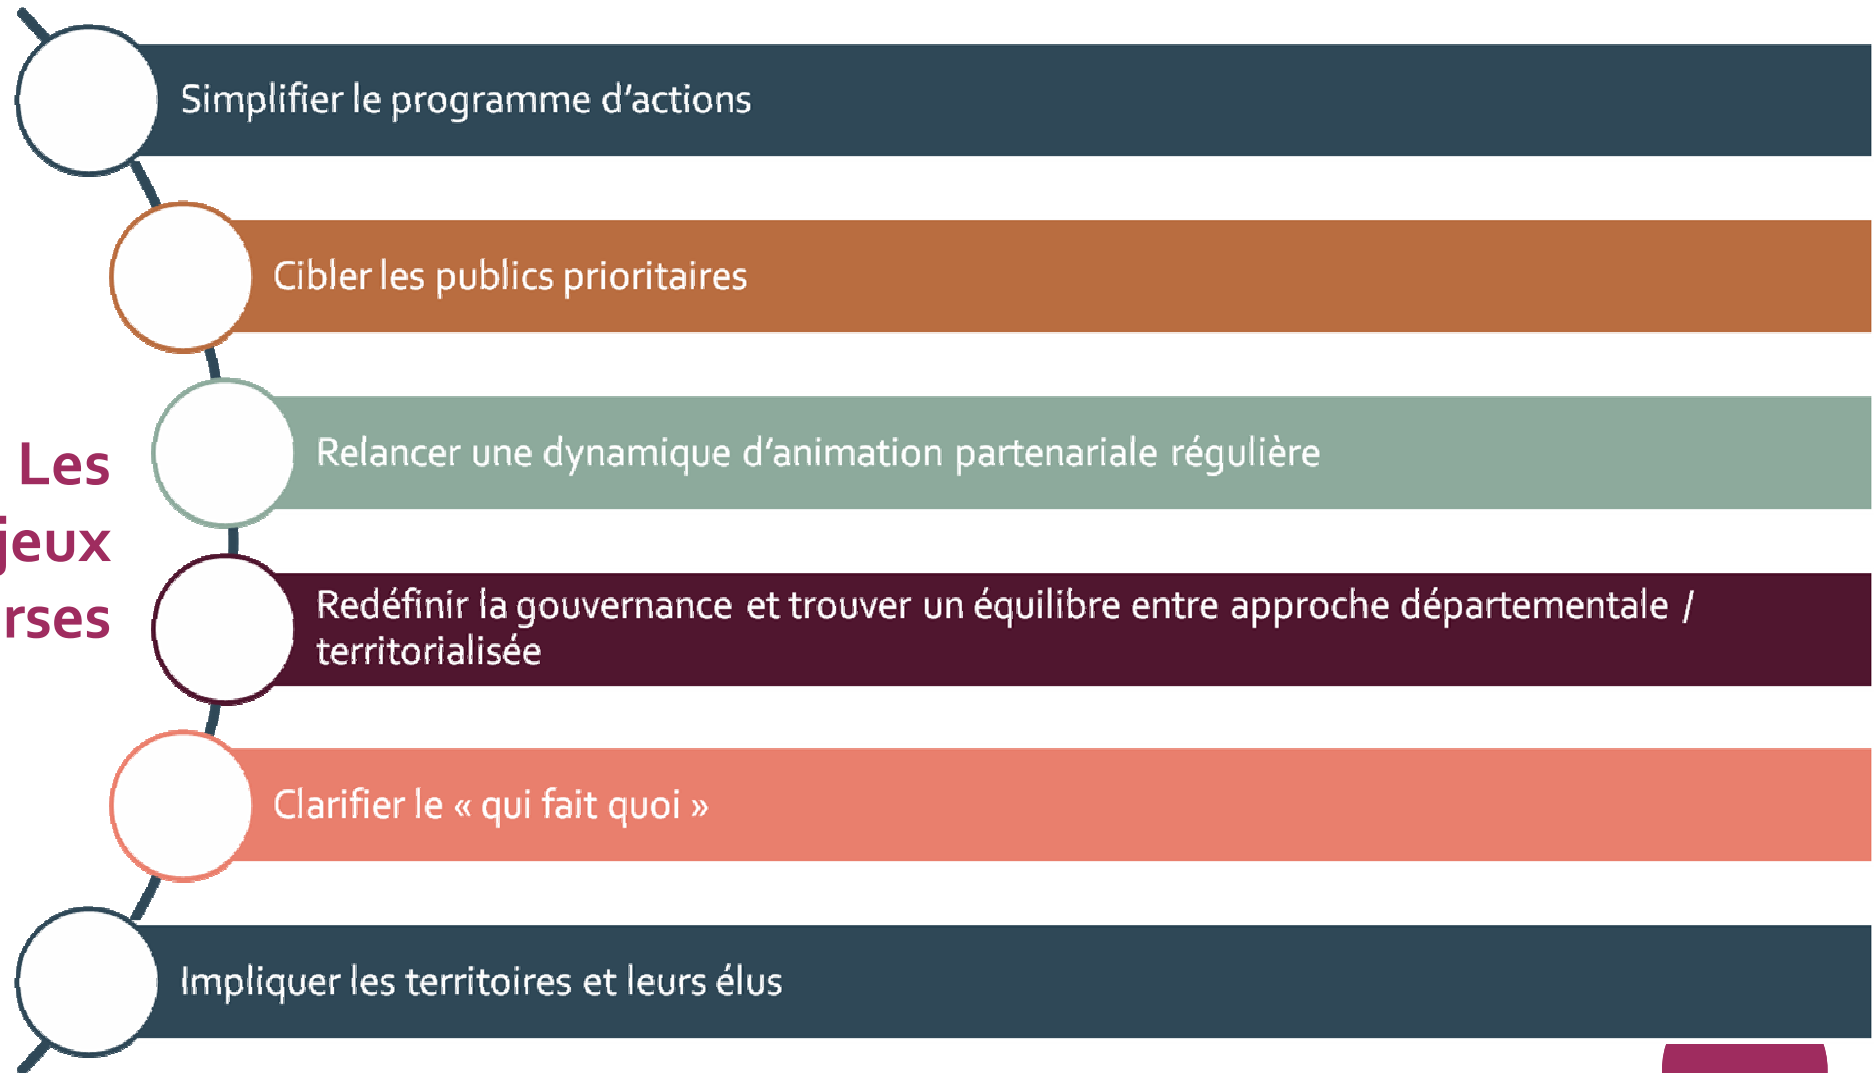 Simplifier le programme d’actions
Cibler les publics prioritaires
Relancer une dynamique d’animation partenariale régulière
Redéfinir la gouvernance et trouver un équilibre entre approche départementale /
territorialisée
Clarifier le « qui fait quoi »
Impliquer les territoires et leurs élus
Les
jeux
rses